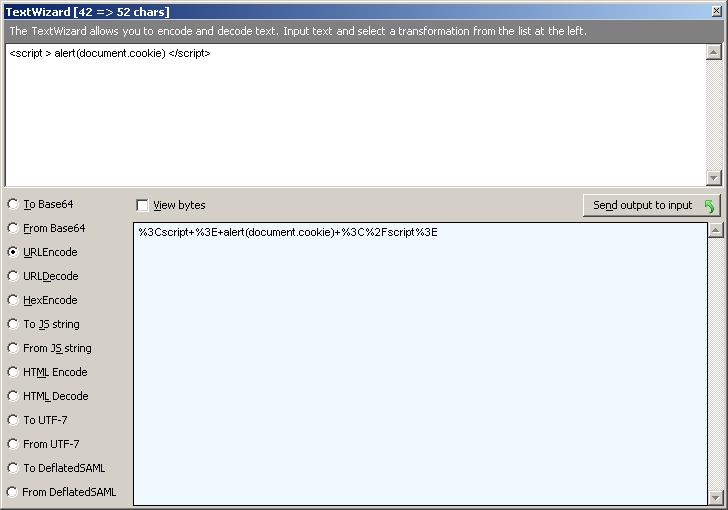 TextWizard [42 => 52 chars]
The TextWizard allows you to encode and decode text. Input text and select a transformation from the list at the left.
<script > alert(document.cookie) </script>
To Base64
View bytes
Send output to input
From Base64
%3Cscript+%3E+alert(document.cookie)+%3C%2Fscript%3E
URLEncode
URLDecode
HexEncode
To JS string
From JS string
HTML Encode
HTML Decode
To UTF-7
From UTF-7
To DeflatedSAML
From DeflatedSAML